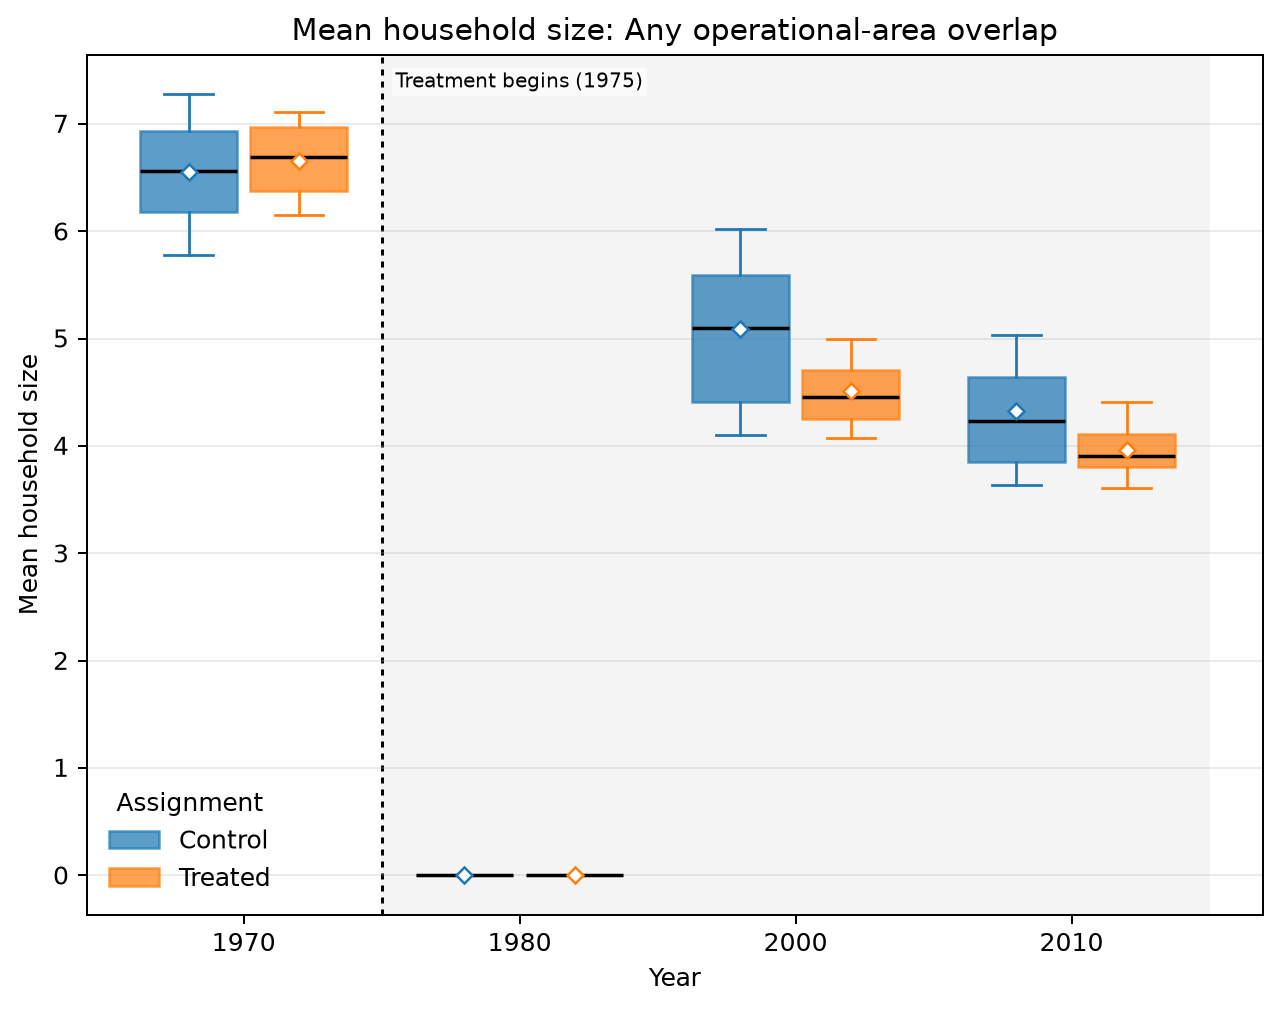 Mean household size: Any operational-area overlap
Treatment begins (1975)
Mean household size
7
6
5
4
3
2
1
0
Assignment
Control
Treated
1970
1980
2000
2010
Year